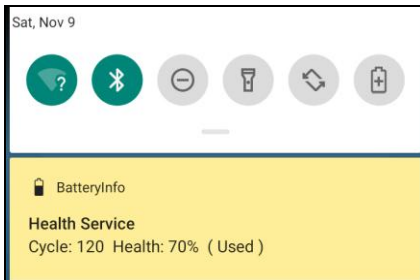 Sat, Nov 9
?
BatteryInfo
Health Service
Cycle: 120 Health: 70% ( Used )